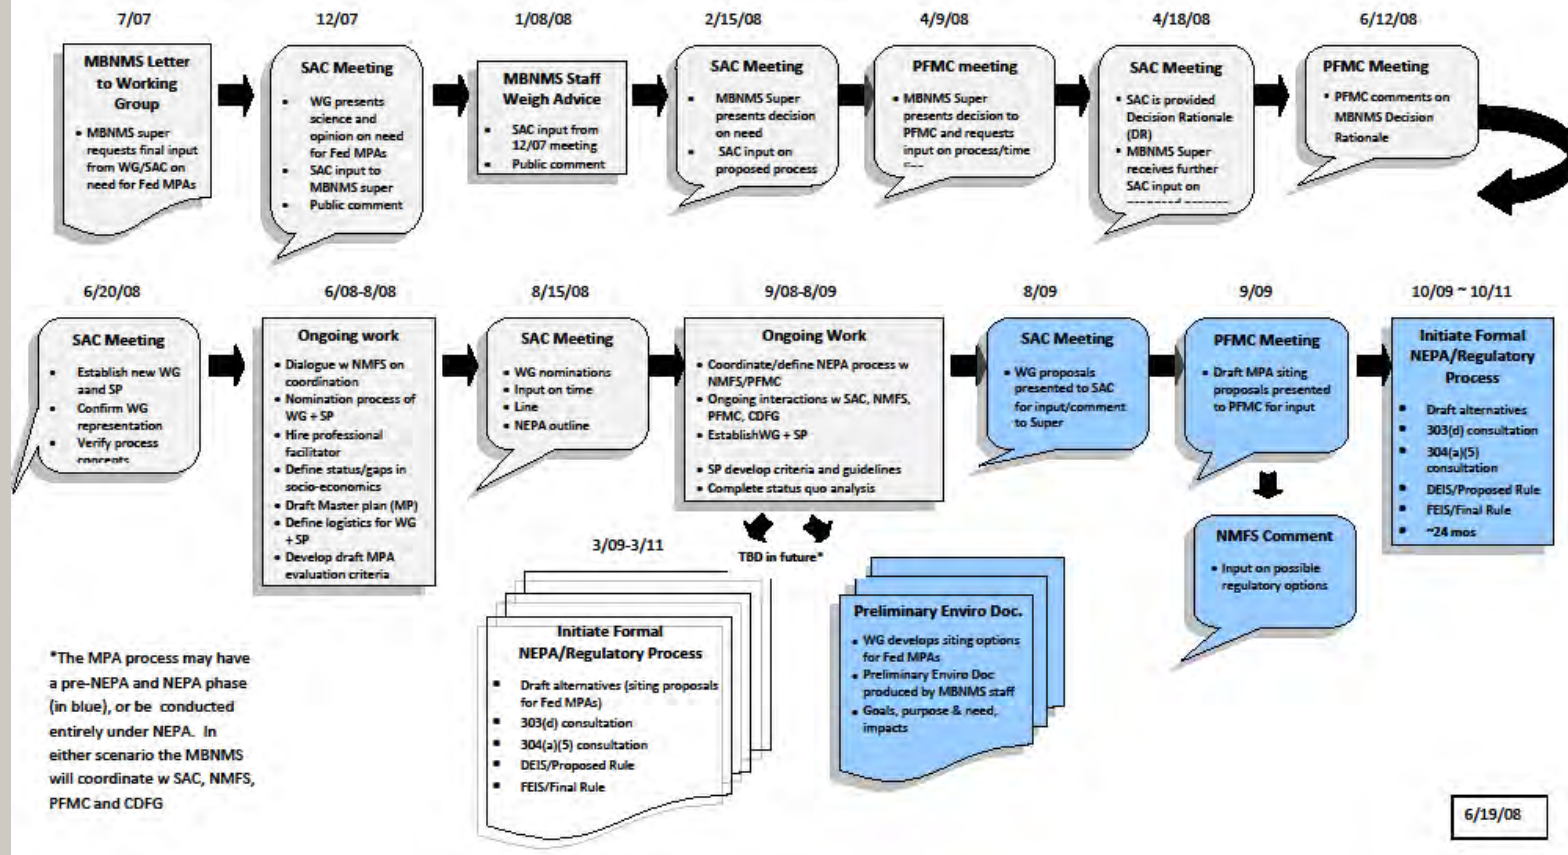 7/07
MBNMS Letter
to Working
Group
• MBNMS super
requests final input
from WG/SAC on
need for Fed MPAs
12/07
SAC Meeting
• WG presents
science and
opinion on need
for Fed MPAs
• SAC input to
MBNMS super
• Public comment
1/08/08
MBNMS Staff
Weigh Advice
• SAC input from
12/07 meeting
• Public comment
2/15/08
SAC Meeting
• MBNMS Super
presents decision
on need
• SAC input on
proposed process
4/9/08
PFMC meeting
• MBNMS Super
presents decision to
PFMC and requests
input on process/time
4/18/08
SAC Meeting
• SAC is provided
Decision Rationale
(DR)
• MBNMS Super
receives further
SAC input on
6/12/08
PFMC Meeting
• PFMC comments on
MBNMS Decision
Rationale
6/20/08
SAC Meeting
• Establish new WG
aand SP
• Confirm WG
representation
• Verify process
concepts
6/08-8/08
Ongoing work
• Dialogue w NMFS on
coordination
• Nomination process of
WG + SP
• Hire professional
facilitator
• Define status/gaps in
socio-economics
• Draft Master plan (MP)
• Define logistics for WG
+ SP
• Develop draft MPA
evaluation criteria
8/15/08
SAC Meeting
• WG nominations
• Input on time
• Line
• NEPA outline
9/08-8/09
Ongoing Work
• Coordinate/define NEPA process w
NMFS/PFMC
• Ongoing interactions w SAC, NMFS,
PFMC, CDFG
• EstablishWG + SP
• SP develop criteria and guidelines
• Complete status quo analysis
8/09
SAC Meeting
• WG proposals
presented to SAC
for input/comment
to Super
9/09
PFMC Meeting
• Draft MPA siting
proposals presented
to PFMC for input
10/09 ~ 10/11
Initiate Formal
NEPA/Regulatory
Process
• Draft alternatives
• 303(d) consultation
• 304(a)(5)
consultation
• DEIS/Proposed Rule
• FEIS/Final Rule
• ~24 mos
NMFS Comment
• Input on possible
regulatory options
TBD in future*
3/09-3/11
Initiate Formal
NEPA/Regulatory Process
• Draft alternatives (siting proposals
for Fed MPAs)
• 303(d) consultation
• 304(a)(5) consultation
• DEIS/Proposed Rule
• FEIS/Final Rule
Preliminary Enviro Doc.
• WG develops siting options
for Fed MPAs
• Preliminary Enviro Doc
produced by MBNMS staff
• Goals, purpose & need,
impacts
*The MPA process may have
a pre-NEPA and NEPA phase
(in blue), or be conducted
entirely under NEPA. In
either scenario the MBNMS
will coordinate w SAC, NMFS,
PFMC and CDFG
6/19/08